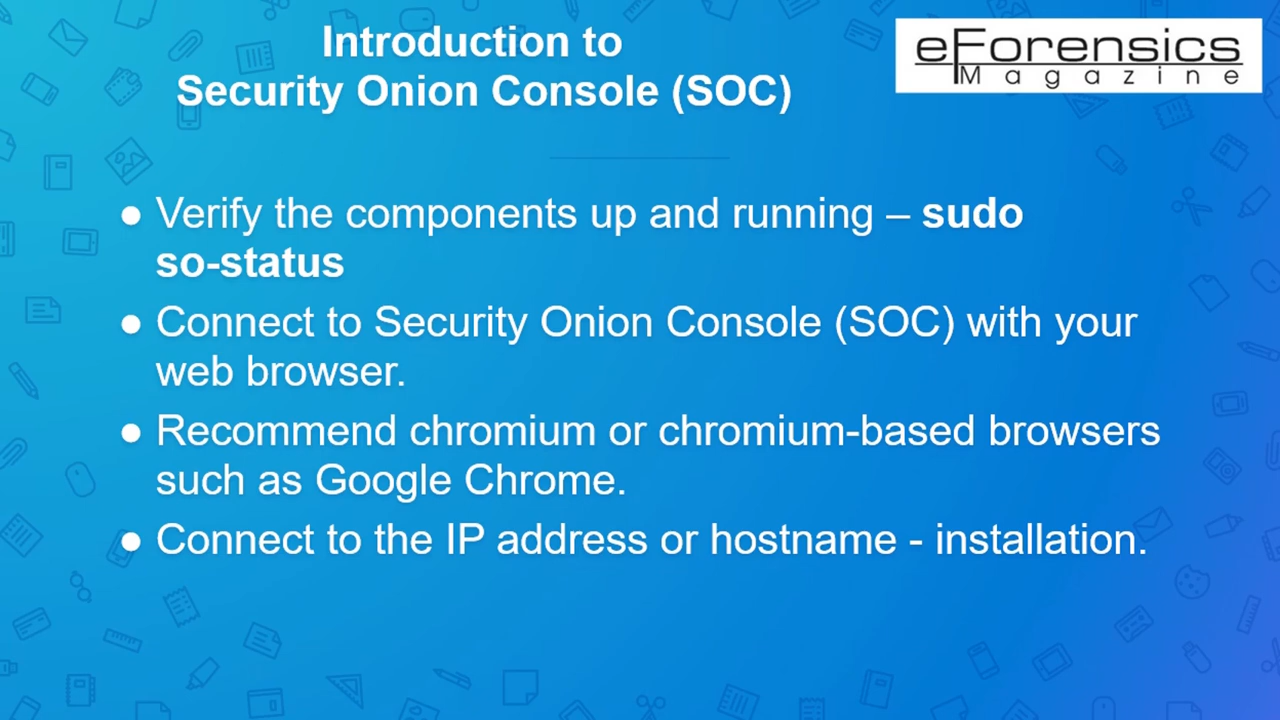 Introduction to
Security Onion Console (SOC)
eForensics
Magazine
● Verify the components up and running – sudo
so-status
● Connect to Security Onion Console (SOC) with your
web browser.
● Recommend chromium or chromium-based browsers
such as Google Chrome.
● Connect to the IP address or hostname - installation.